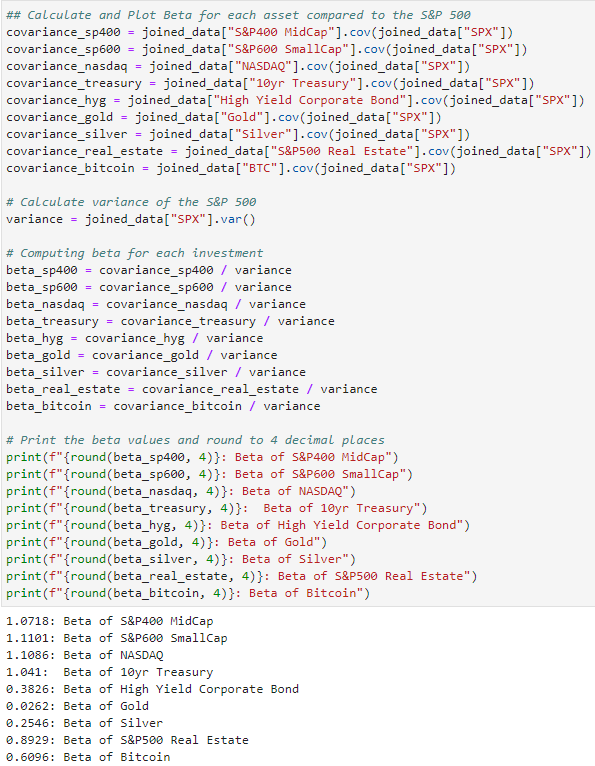 ## Calculate and Plot Beta for each asset compared to the S&P 500
covariance_sp400 = joined_data["S&P400 MidCap"].cov(joined_data["SPX"])
covariance_sp600 = joined_data["S&P600 SmallCap"].cov(joined_data["SPX"])
covariance_nasdaq = joined_data["NASDAQ"].cov(joined_data["SPX"])
covariance_treasury = joined_data["10yr Treasury"].cov(joined_data["SPX"])
covariance_hyg = joined_data["High Yield Corporate Bond"].cov(joined_data["SPX"])
covariance_gold = joined_data["Gold"].cov(joined_data["SPX"])
covariance_silver = joined_data["Silver"].cov(joined_data["SPX"])
covariance_real_estate = joined_data["S&P500 Real Estate"].cov(joined_data["SPX"])
covariance_bitcoin = joined_data["BTC"].cov(joined_data["SPX"])

# Calculate variance of the S&P 500
variance = joined_data["SPX"].var()

# Computing beta for each investment
beta_sp400 = covariance_sp400 / variance
beta_sp600 = covariance_sp600 / variance
beta_nasdaq = covariance_nasdaq / variance
beta_treasury = covariance_treasury / variance
beta_hyg = covariance_hyg / variance
beta_gold = covariance_gold / variance
beta_silver = covariance_silver / variance
beta_real_estate = covariance_real_estate / variance
beta_bitcoin = covariance_bitcoin / variance

# Print the beta values and round to 4 decimal places
print(f"{round(beta_sp400, 4)}: Beta of S&P400 MidCap")
print(f"{round(beta_sp600, 4)}: Beta of S&P600 SmallCap")
print(f"{round(beta_nasdaq, 4)}: Beta of NASDAQ")
print(f"{round(beta_treasury, 4)}:  Beta of 10yr Treasury")
print(f"{round(beta_hyg, 4)}: Beta of High Yield Corporate Bond")
print(f"{round(beta_gold, 4)}: Beta of Gold")
print(f"{round(beta_silver, 4)}: Beta of Silver")
print(f"{round(beta_real_estate, 4)}: Beta of S&P500 Real Estate")
print(f"{round(beta_bitcoin, 4)}: Beta of Bitcoin")

1.0718: Beta of S&P400 MidCap
1.1101: Beta of S&P600 SmallCap
1.1086: Beta of NASDAQ
1.041:  Beta of 10yr Treasury
0.3826: Beta of High Yield Corporate Bond
0.0262: Beta of Gold
0.2546: Beta of Silver
0.8929: Beta of S&P500 Real Estate
0.6096: Beta of Bitcoin